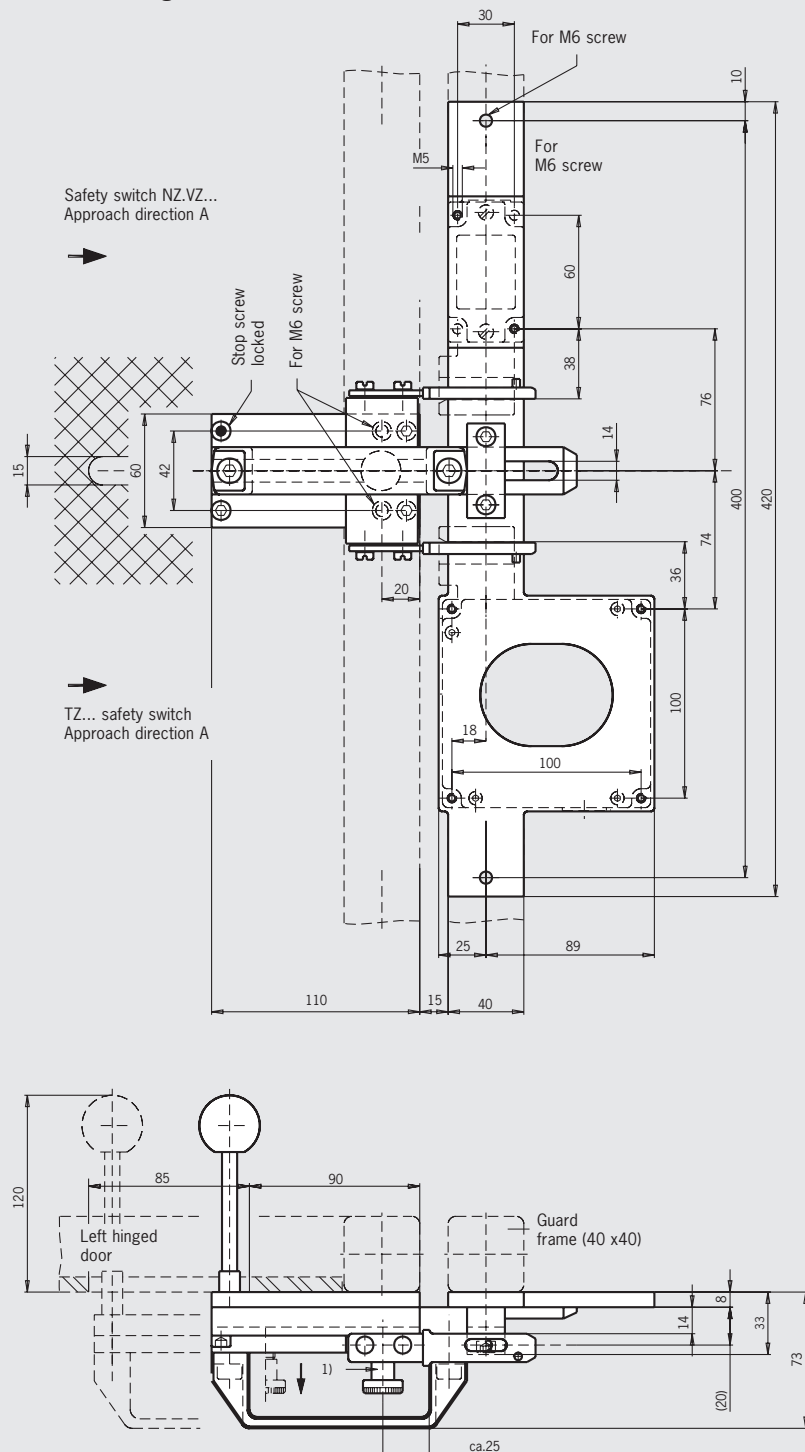 30
For M6 screw
10
For
M6 screw
M5
Safety switch NZ.VZ...
Approach direction A
60
Stop screw
locked
For M6 screw
38
76
14
15
60
42
400
420
74
36
20
TZ... safety switch
Approach direction A
18
100
100
25
89
110
15
40
120
85
90
Left hinged
door
Guard
frame (40 x40)
8
14
33
73
1)
(20)
ca.25